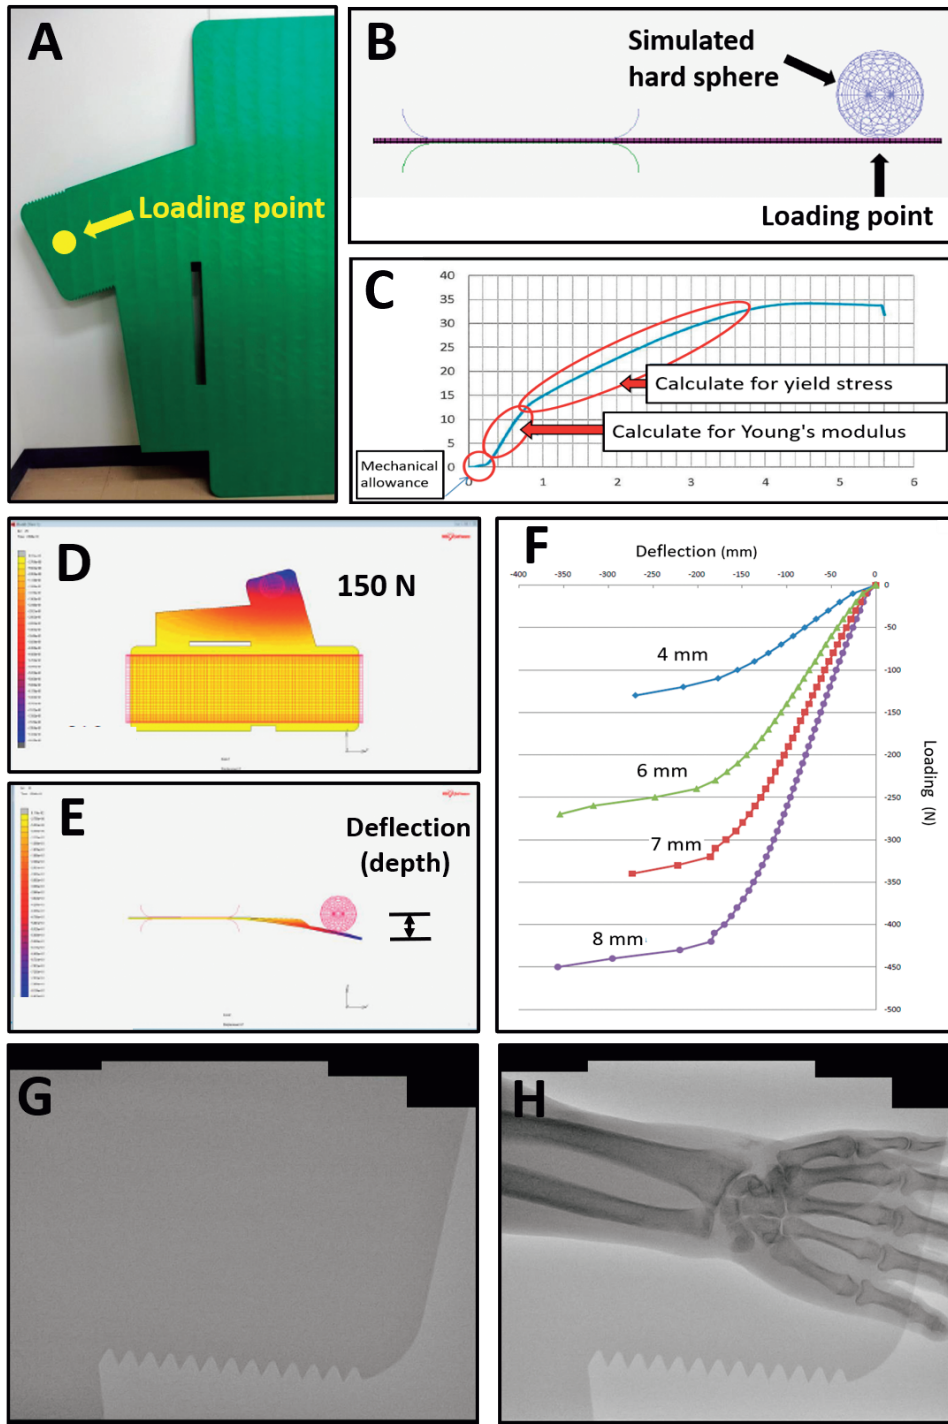 A
Loading point
B
Simulated
hard sphere
Loading point
C
40
35
30
25
20
15
10
5
0
1
2
3
4
5
6
Calculate for yield stress
Calculate for Young's modulus
Mechanical
allowance
D
150 N
E
Deflection
(depth)
F
Deflection (mm)
-400
-350
-300
-250
-200
-150
-100
-50
0
0
-50
-100
-150
-200
-250
-300
-350
-400
-450
-500
4 mm
6 mm
7 mm
8 mm
Loading (N)
G
H